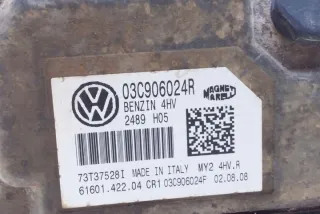 03C906024R
BENZIN 4HV
2489 H05
MAGNETI
MARELLI
73T37528I MADE IN ITALY MY2 4HV.R
61601.422.04 CR1 03C906024F 02.08.08